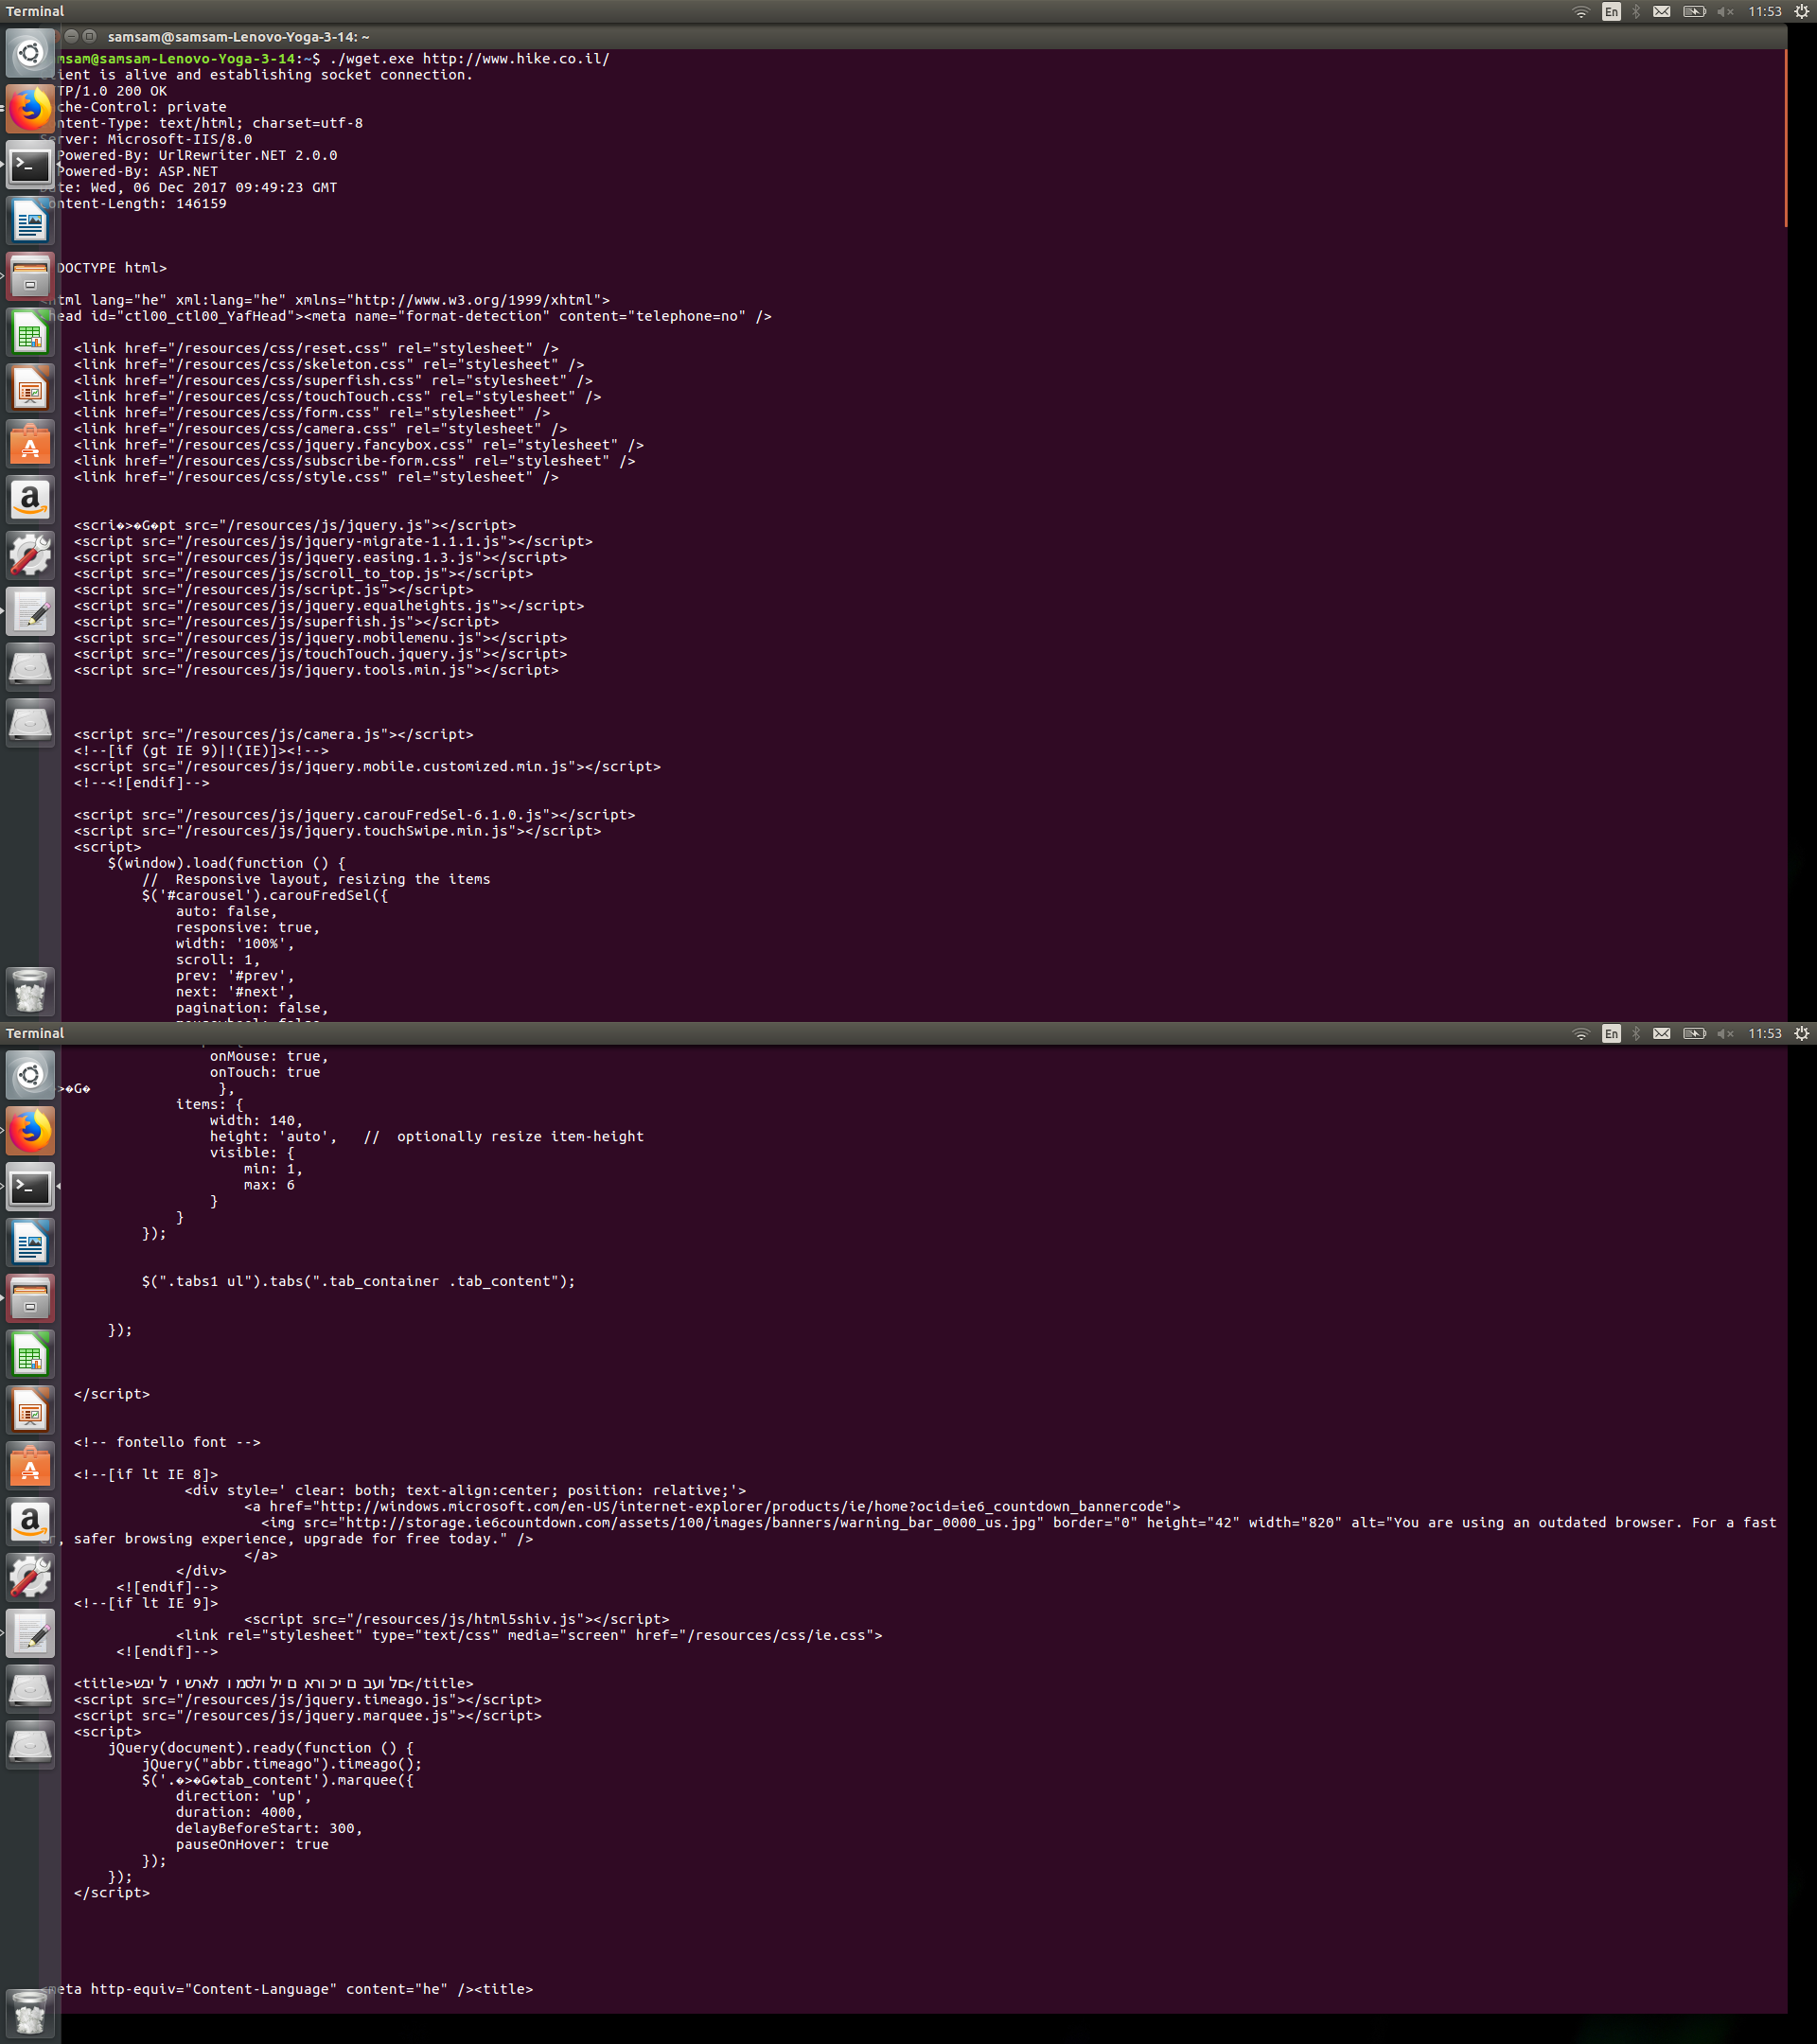 Terminal
En
11:53
samsam@samsam-Lenovo-Yoga-3-14: ~
msam@samsam-Lenovo-Yoga-3-14:~$ ./wget.exe http://www.hike.co.il/
Client is alive and establishing socket connection.
HTTP/1.0 200 OK
Cache-Control: private
Content-Type: text/html; charset=utf-8
Server: Microsoft-IIS/8.0
Powered-By: UrlRewriter.NET 2.0.0
Powered-By: ASP.NET
Date: Wed, 06 Dec 2017 09:49:23 GMT
Content-Length: 146159
DOCTYPE html>
<html lang="he" xml:lang="he" xmlns="http://www.w3.org/1999/xhtml">
<head id="ctl00_ctl00_YafHead"><meta name="format-detection" content="telephone=no" />
<link href="/resources/css/reset.css" rel="stylesheet" />
<link href="/resources/css/skeleton.css" rel="stylesheet" />
<link href="/resources/css/superfish.css" rel="stylesheet" />
<link href="/resources/css/touchTouch.css" rel="stylesheet" />
<link href="/resources/css/form.css" rel="stylesheet" />
<link href="/resources/css/camera.css" rel="stylesheet" />
<link href="/resources/css/jquery.fancybox.css" rel="stylesheet" />
<link href="/resources/css/subscribe-form.css" rel="stylesheet" />
<link href="/resources/css/style.css" rel="stylesheet" />
<scri�>�G�pt src="/resources/js/jquery.js"></script>
<script src="/resources/js/jquery-migrate-1.1.1.js"></script>
<script src="/resources/js/jquery.easing.1.3.js"></script>
<script src="/resources/js/scroll_to_top.js"></script>
<script src="/resources/js/script.js"></script>
<script src="/resources/js/jquery.equalheights.js"></script>
<script src="/resources/js/superfish.js"></script>
<script src="/resources/js/jquery.mobilemenu.js"></script>
<script src="/resources/js/touchTouch.jquery.js"></script>
<script src="/resources/js/jquery.tools.min.js"></script>
<script src="/resources/js/camera.js"></script>
<!--[if (gt IE 9)|!(IE)]><!-->
<script src="/resources/js/jquery.mobile.customized.min.js"></script>
<!--<![endif]-->
<script src="/resources/js/jquery.carouFredSel-6.1.0.js"></script>
<script src="/resources/js/jquery.touchSwipe.min.js"></script>
<script>
$(window).load(function () {
//  Responsive layout, resizing the items
$('#carousel').carouFredSel({
auto: false,
responsive: true,
width: '100%',
scroll: 1,
prev: '#prev',
next: '#next',
pagination: false,
Terminal
En
11:53
onMouse: true,
onTouch: true
>�G�               },
items: {
width: 140,
height: 'auto',   //  optionally resize item-height
visible: {
min: 1,
max: 6
}
}
});
$(".tabs1 ul").tabs(".tab_container .tab_content");
});
</script>
<!-- fontello font -->
<!--[if lt IE 8]>
<div style=' clear: both; text-align:center; position: relative;'>
<a href="http://windows.microsoft.com/en-US/internet-explorer/products/ie/home?ocid=ie6_countdown_bannercode">
<img src="http://storage.ie6countdown.com/assets/100/images/banners/warning_bar_0000_us.jpg" border="0" height="42" width="820" alt="You are using an outdated browser. For a fast
er, safer browsing experience, upgrade for free today." />
</a>
</div>
<![endif]-->
<!--[if lt IE 9]>
<script src="/resources/js/html5shiv.js"></script>
<link rel="stylesheet" type="text/css" media="screen" href="/resources/css/ie.css">
<![endif]-->
<title>שביל ישראל ומסלולים ארוכים בעולם</title>
<script src="/resources/js/jquery.timeago.js"></script>
<script src="/resources/js/jquery.marquee.js"></script>
<script>
jQuery(document).ready(function () {
jQuery("abbr.timeago").timeago();
$('.�>�G�tab_content').marquee({
direction: 'up',
duration: 4000,
delayBeforeStart: 300,
pauseOnHover: true
});
});
</script>
<meta http-equiv="Content-Language" content="he" /><title>